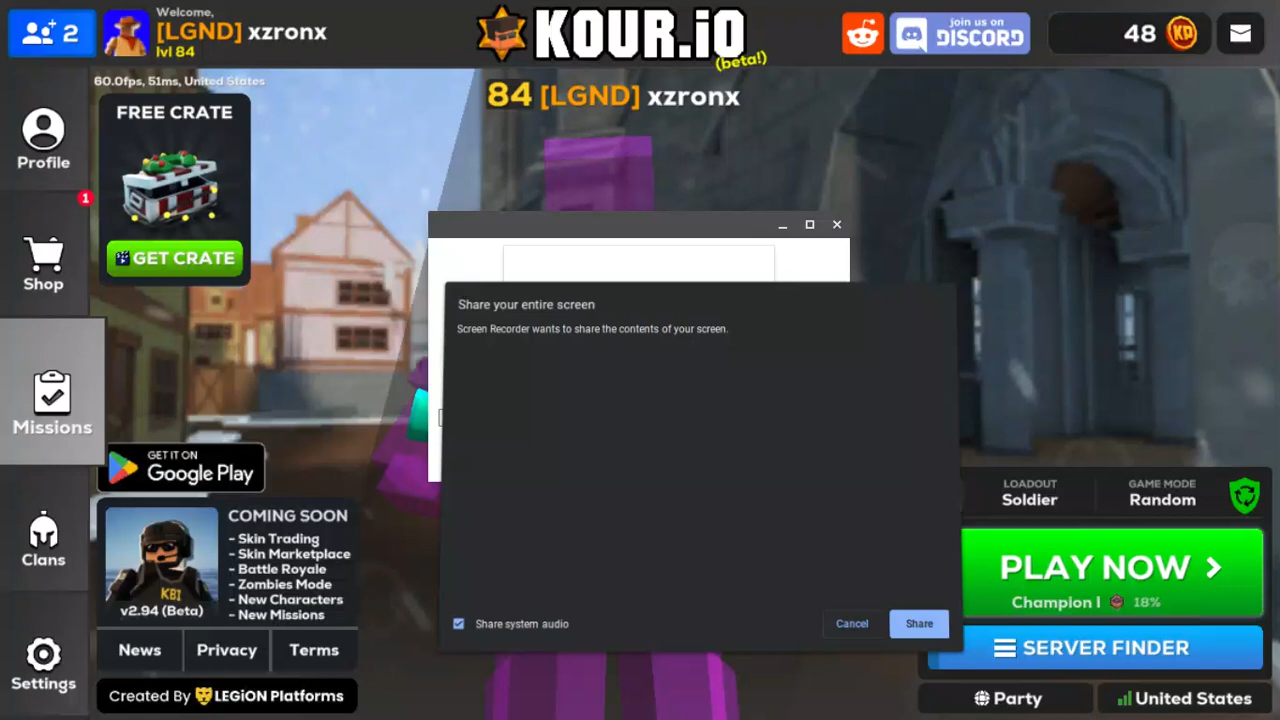 2
Welcome,
[LGND] xzronx
lvl 84
KOUR.iO
(beta!)
join us on
DISCORD
48
KP
60.0fps, 51ms, United States
84 [LGND] xzronx
FREE CRATE
GET CRATE
Profile
1
Shop
Missions
Clans
Settings
GET IT ON
Google Play
COMING SOON
- Skin Trading
- Skin Marketplace
- Battle Royale
- Zombies Mode
- New Characters
- New Missions
KBI
v2.94 (Beta)
News
Privacy
Terms
Created By LEGiON Platforms
Share your entire screen
Screen Recorder wants to share the contents of your screen.
Share system audio
Cancel
Share
LOADOUT
Soldier
GAME MODE
Random
PLAY NOW >
Champion I 18%
SERVER FINDER
Party
United States